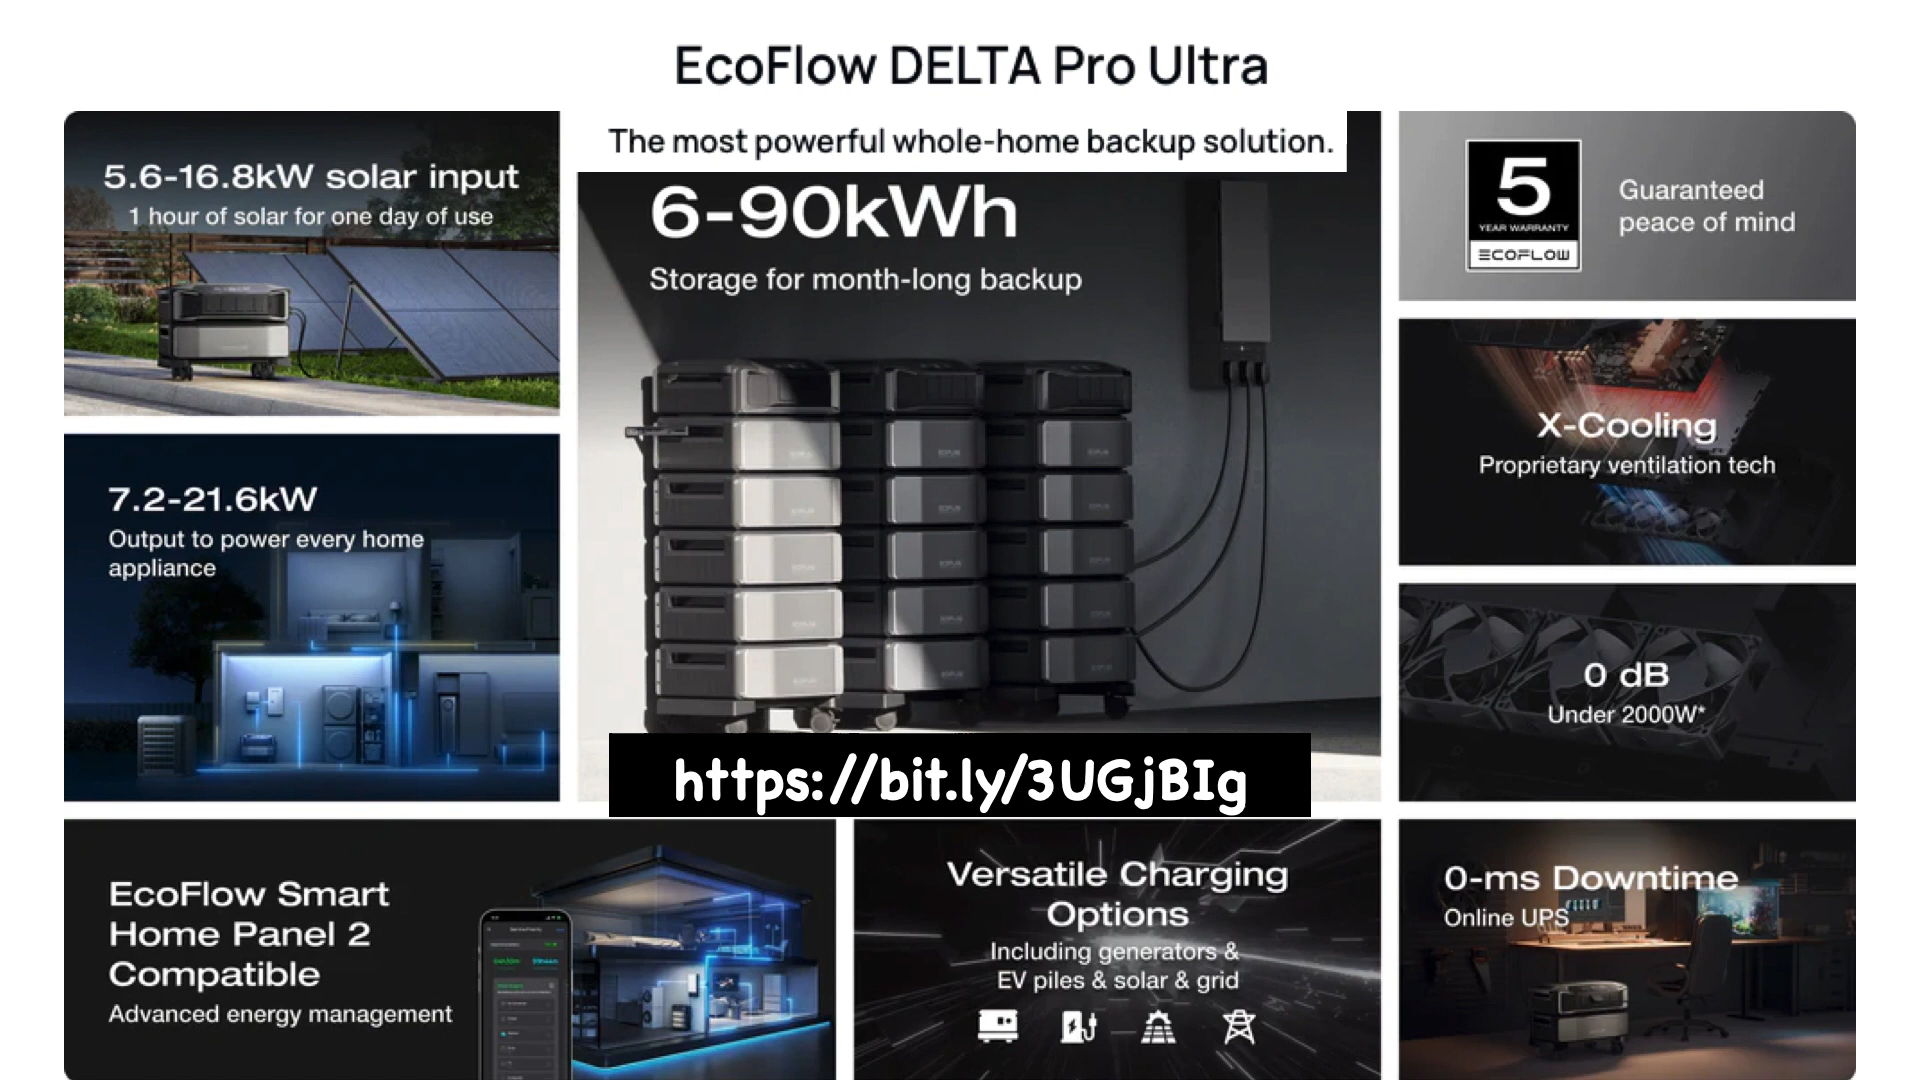 EcoFlow DELTA Pro Ultra
The most powerful whole-home backup solution.
5.6-16.8kW solar input
1 hour of solar for one day of use
6-90kWh
Storage for month-long backup
5
YEAR WARRANTY
ECOFLOW
Guaranteed
peace of mind
X-Cooling
Proprietary ventilation tech
7.2-21.6kW
Output to power every home
appliance
0 dB
Under 2000W*
https://bit.ly/3UGjBIg
EcoFlow Smart
Home Panel 2
Compatible
Advanced energy management
Versatile Charging
Options
Including generators &
EV piles & solar & grid
0-ms Downtime
Online UPS